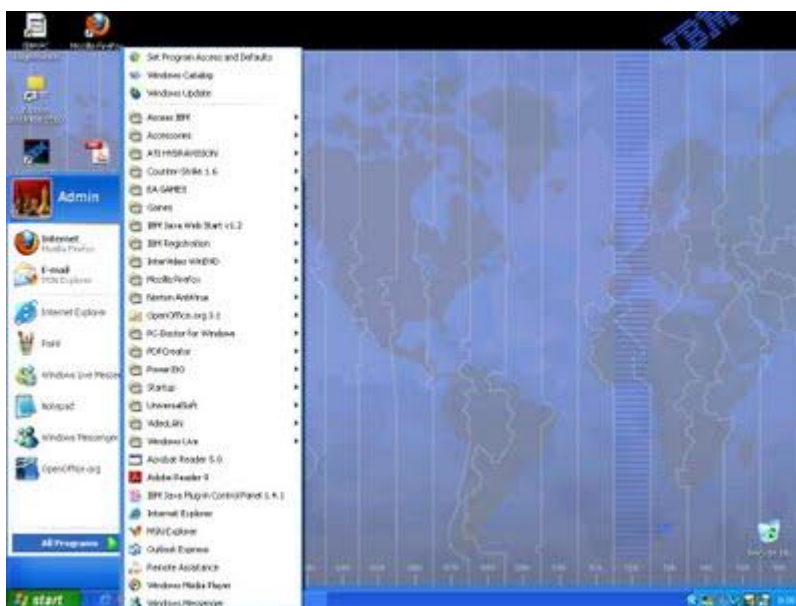 IBM
Mozilla Firefox
Set Program Access and Defaults
Windows Catalog
Windows Update
Access IBM
Accessories
ATI HYDRAVISION
Counter-Strike 1.6
EA GAMES
Games
IBM Java Web Start v1.2
IBM Registration
InterVideo WinDVD
Mozilla Firefox
Norton AntiVirus
OpenOffice.org 3.1
PC-Doctor for Windows
PDFCreator
PowerISO
Startup
UniversalSoft
VideoLAN
Windows Live
Acrobat Reader 5.0
Adobe Reader 9
IBM Java Plug-in Control Panel 1.4.1
Internet Explorer
MSN Explorer
Outlook Express
Remote Assistance
Windows Media Player
Windows Messenger
Admin
Internet
Mozilla Firefox
E-mail
MSN Explorer
Internet Explorer
Paint
Windows Live Messen
Notepad
Windows Messenger
OpenOffice.org
All Programs
start